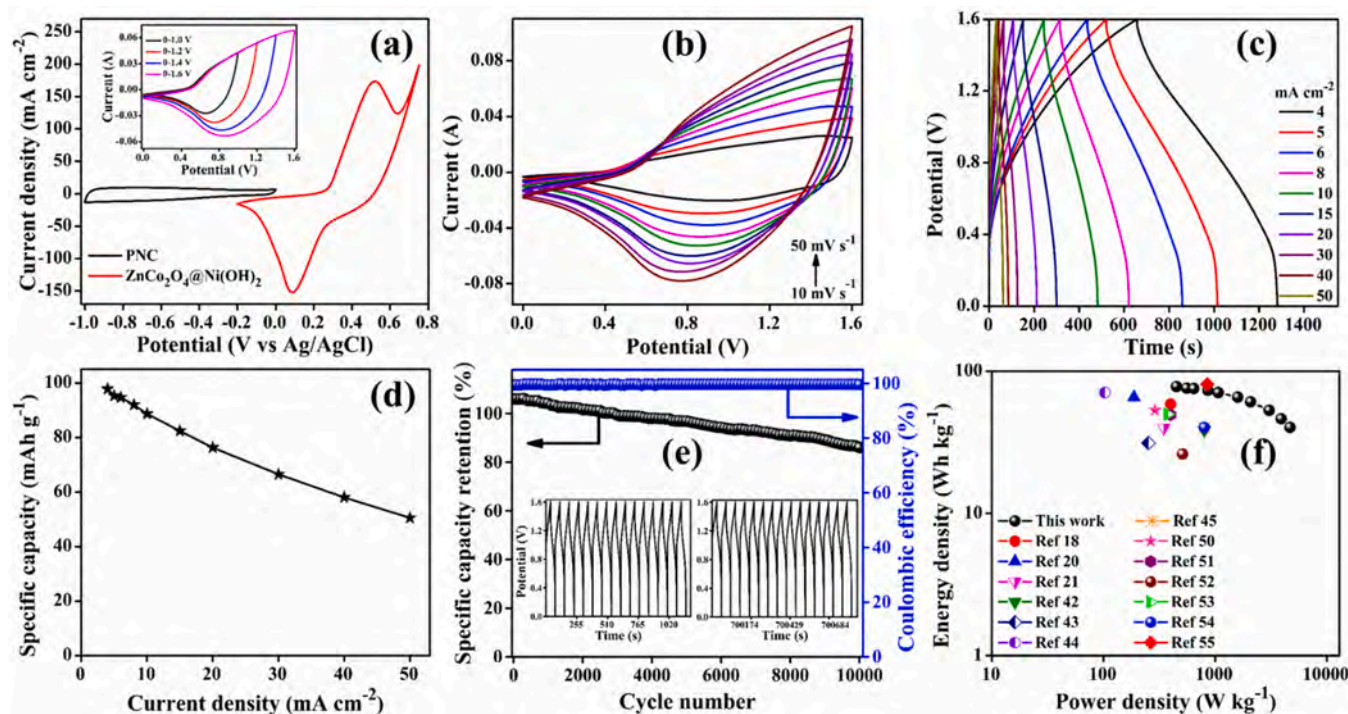 (a)
250
200
150
100
50
0
-50
-100
-150
Current density (mA cm⁻²)
-1.0 -0.8 -0.6 -0.4 -0.2 0.0 0.2 0.4 0.6 0.8
Potential (V vs Ag/AgCl)
PNC
ZnCo₂O₄@Ni(OH)₂
0.06
0.03
0.00
-0.03
-0.06
Current (A)
0-1.0 V
0-1.2 V
0-1.4 V
0-1.6 V
0.0 0.4 0.8 1.2 1.6
Potential (V)
(b)
0.08
0.04
0.00
-0.04
-0.08
Current (A)
50 mV s⁻¹
10 mV s⁻¹
0.0 0.4 0.8 1.2 1.6
Potential (V)
(c)
1.6
1.2
0.8
0.4
0.0
Potential (V)
mA cm⁻²
4
5
6
8
10
15
20
30
40
50
0 200 400 600 800 1000 1200 1400
Time (s)
(d)
100
80
60
40
20
0
Specific capacity (mAh g⁻¹)
0 10 20 30 40 50
Current density (mA cm⁻²)
(e)
100
80
60
40
20
0
Specific capacity retention (%)
100
80
60
40
20
0
Coulombic efficiency (%)
1.6
1.2
0.8
0.4
0.0
Potential (V)
255 510 765 1020
Time (s)
1.6
1.2
0.8
0.4
0.0
700174 700429 700684
Time (s)
0 2000 4000 6000 8000 10000
Cycle number
(f)
100
10
1
Energy density (Wh kg⁻¹)
This work
Ref 18
Ref 20
Ref 21
Ref 42
Ref 43
Ref 44
Ref 45
Ref 50
Ref 51
Ref 52
Ref 53
Ref 54
Ref 55
10 100 1000 10000
Power density (W kg⁻¹)